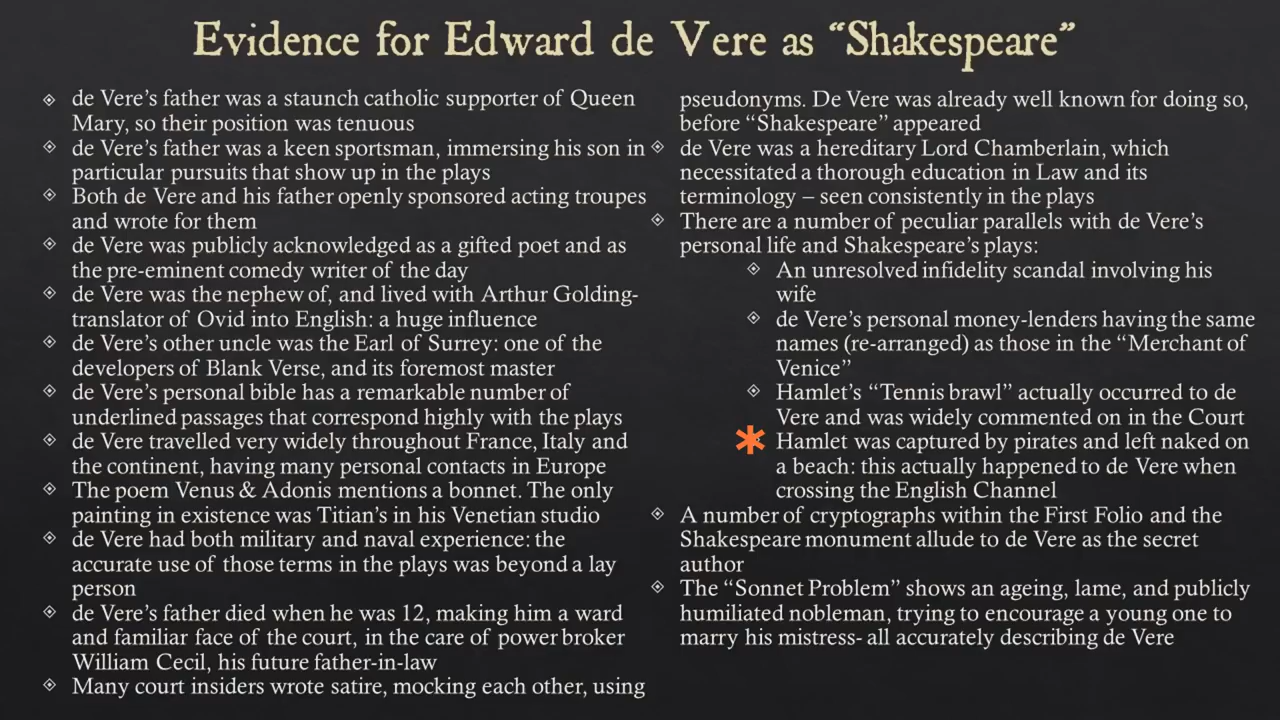 Evidence for Edward de Vere as “Shakespeare”
de Vere’s father was a staunch catholic supporter of Queen
Mary, so their position was tenuous
de Vere’s father was a keen sportsman, immersing his son in
particular pursuits that show up in the plays
Both de Vere and his father openly sponsored acting troupes
and wrote for them
de Vere was publicly acknowledged as a gifted poet and as
the pre-eminent comedy writer of the day
de Vere was the nephew of, and lived with Arthur Golding-
translator of Ovid into English: a huge influence
de Vere’s other uncle was the Earl of Surrey: one of the
developers of Blank Verse, and its foremost master
de Vere’s personal bible has a remarkable number of
underlined passages that correspond highly with the plays
de Vere travelled very widely throughout France, Italy and
the continent, having many personal contacts in Europe
The poem Venus & Adonis mentions a bonnet. The only
painting in existence was Titian’s in his Venetian studio
de Vere had both military and naval experience: the
accurate use of those terms in the plays was beyond a lay
person
de Vere’s father died when he was 12, making him a ward
and familiar face of the court, in the care of power broker
William Cecil, his future father-in-law
Many court insiders wrote satire, mocking each other, using
pseudonyms. De Vere was already well known for doing so,
before “Shakespeare” appeared
de Vere was a hereditary Lord Chamberlain, which
necessitated a thorough education in Law and its
terminology – seen consistently in the plays
There are a number of peculiar parallels with de Vere’s
personal life and Shakespeare’s plays:
An unresolved infidelity scandal involving his
wife
de Vere’s personal money-lenders having the same
names (re-arranged) as those in the “Merchant of
Venice”
Hamlet’s “Tennis brawl” actually occurred to de
Vere and was widely commented on in the Court
Hamlet was captured by pirates and left naked on
a beach: this actually happened to de Vere when
crossing the English Channel
A number of cryptographs within the First Folio and the
Shakespeare monument allude to de Vere as the secret
author
The “Sonnet Problem” shows an ageing, lame, and publicly
humiliated nobleman, trying to encourage a young one to
marry his mistress- all accurately describing de Vere